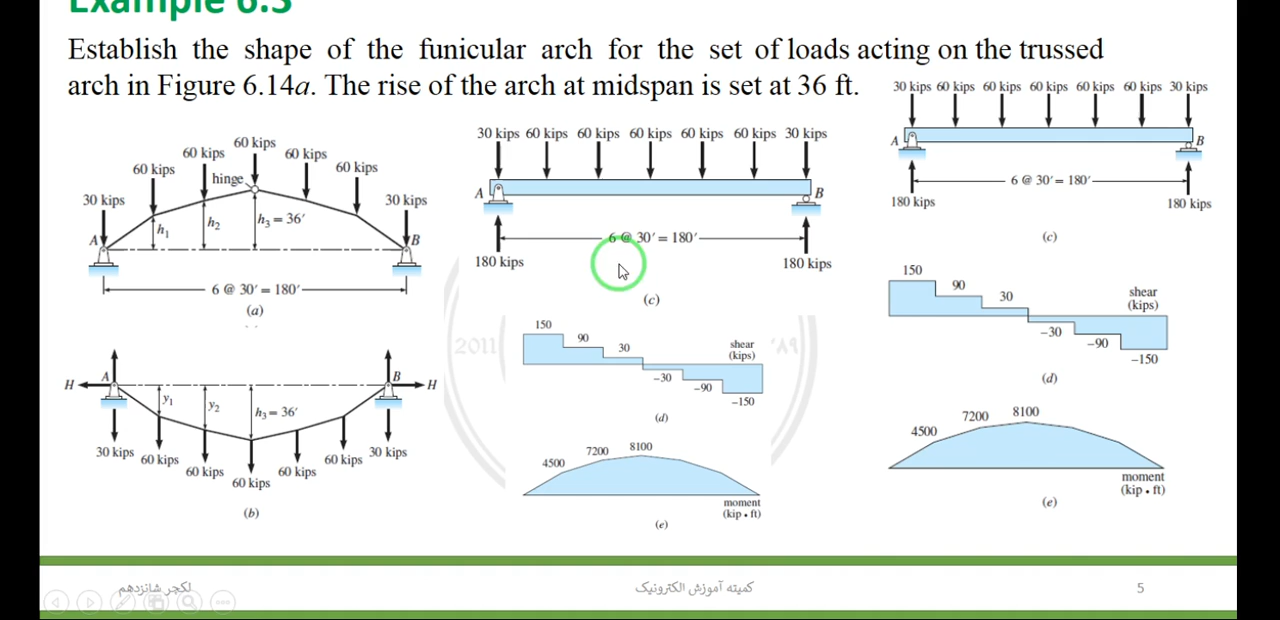 Example 6.3
Establish the shape of the funicular arch for the set of loads acting on the trussed
arch in Figure 6.14a. The rise of the arch at midspan is set at 36 ft.
60 kips
60 kips
60 kips
60 kips
60 kips
hinge
30 kips
30 kips
h₁
h₂
h₃ = 36′
A
B
6 @ 30′ = 180′
(a)
H
A
B
H
y₁
y₂
h₃ = 36′
30 kips
60 kips
60 kips
60 kips
60 kips
60 kips
30 kips
(b)
30 kips 60 kips 60 kips 60 kips 60 kips 60 kips 30 kips
A
B
6 @ 30′ = 180′
180 kips
180 kips
(c)
2011
۸۹'
150
90
30
shear
(kips)
−30
−90
−150
(d)
4500
7200
8100
moment
(kip • ft)
(e)
30 kips 60 kips 60 kips 60 kips 60 kips 60 kips 30 kips
A
B
6 @ 30′ = 180′
180 kips
180 kips
(c)
150
90
30
shear
(kips)
−30
−90
−150
(d)
4500
7200
8100
moment
(kip • ft)
(e)
لکچر شانزدهم
کمیته آموزش الکترونیک
5